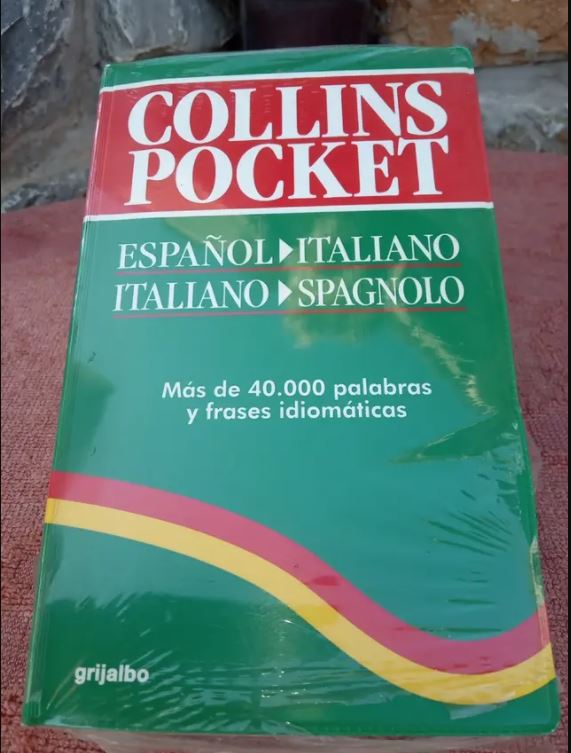 COLLINS
POCKET
ESPAÑOL▶ITALIANO
ITALIANO▶SPAGNOLO
Más de 40.000 palabras
y frases idiomáticas
grijalbo